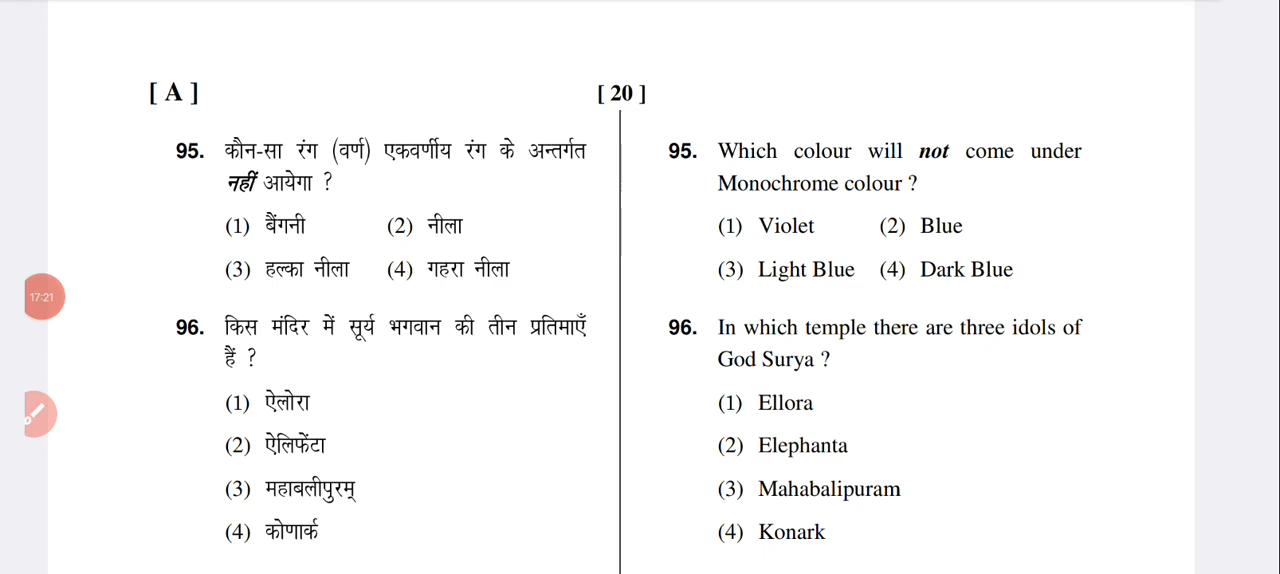 [ A ]
[ 20 ]
95. कौन-सा रंग (वर्ण) एकवर्णीय रंग के अन्तर्गत
नहीं आयेगा ?
(1) बैंगनी (2) नीला
(3) हल्का नीला (4) गहरा नीला
96. किस मंदिर में सूर्य भगवान की तीन प्रतिमाएँ
हैं ?
(1) ऐलोरा
(2) ऐलिफेंटा
(3) महाबलीपुरम्
(4) कोणार्क
95. Which colour will not come under
Monochrome colour ?
(1) Violet (2) Blue
(3) Light Blue (4) Dark Blue
96. In which temple there are three idols of
God Surya ?
(1) Ellora
(2) Elephanta
(3) Mahabalipuram
(4) Konark
17:21